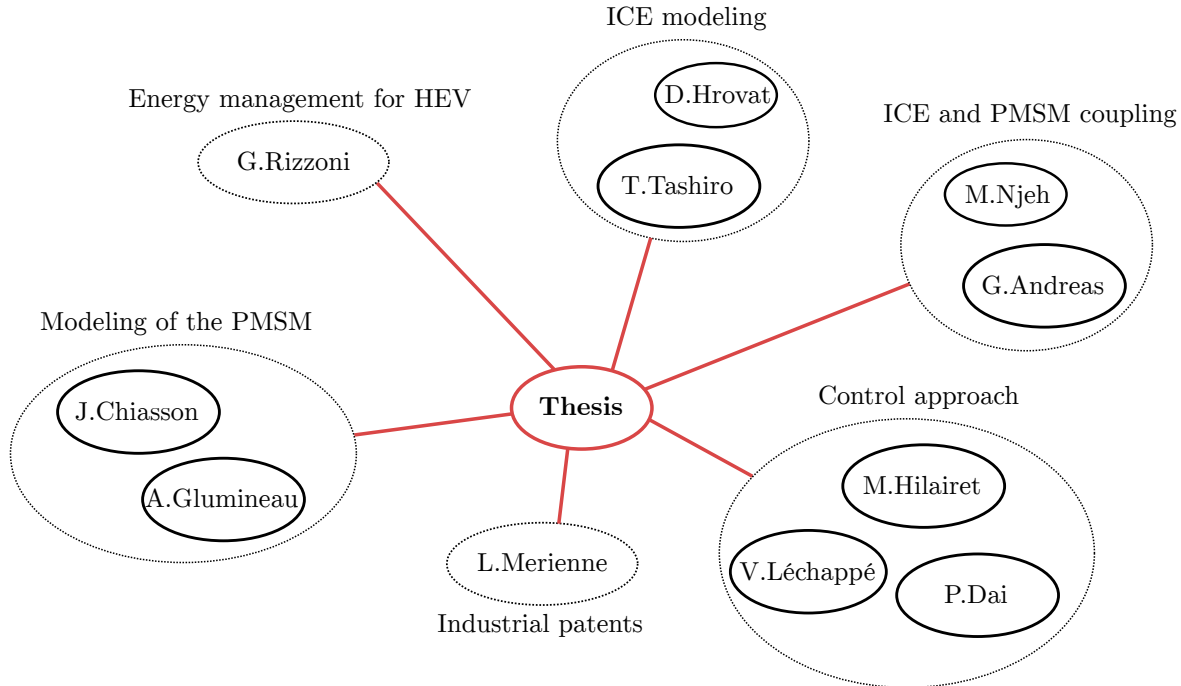 ICE modeling
D.Hrovat
T.Tashiro
Energy management for HEV
G.Rizzoni
ICE and PMSM coupling
M.Njeh
G.Andreas
Modeling of the PMSM
J.Chiasson
A.Glumineau
Thesis
Control approach
M.Hilairet
V.Léchappé
P.Dai
L.Merienne
Industrial patents